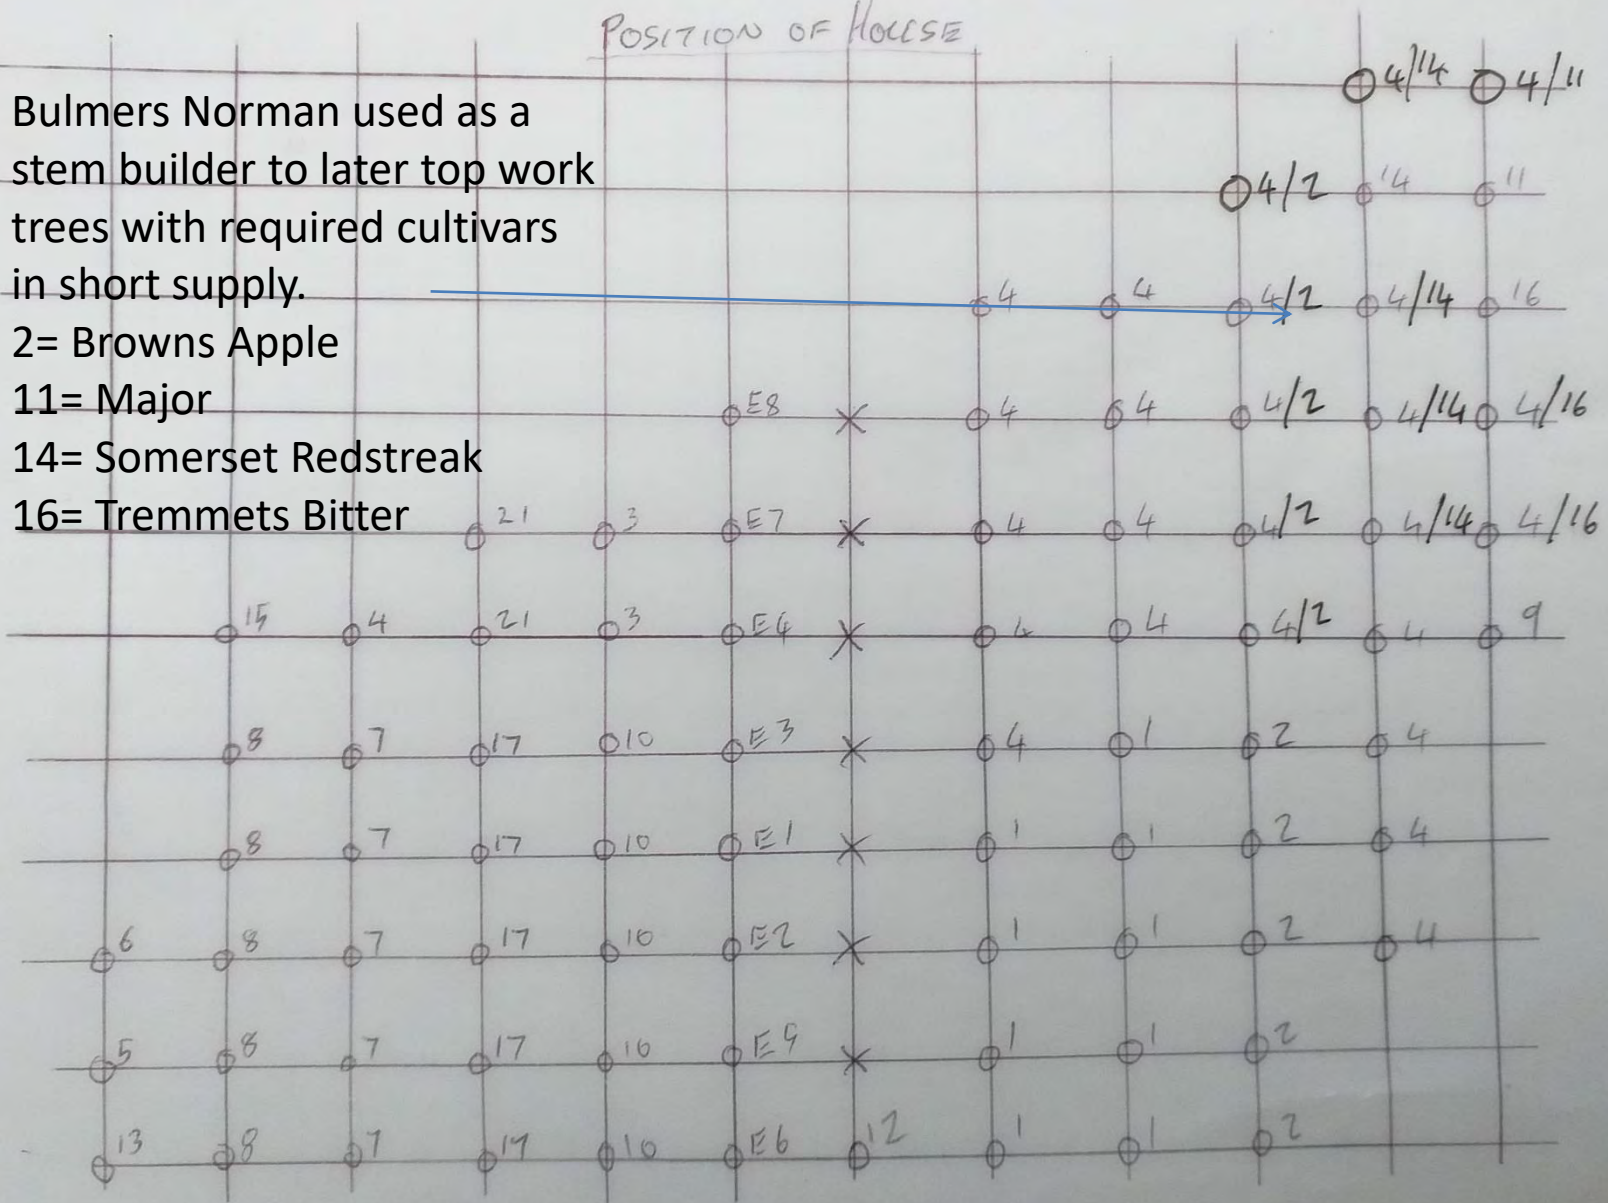 POSITION OF HOUSE
Bulmers Norman used as a
stem builder to later top work
trees with required cultivars
in short supply.
2= Browns Apple
11= Major
14= Somerset Redstreak
16= Tremmets Bitter
4/14 4/11
4/2 14 11
4 4 4/2 4/14 16
E8 4 4 4/2 4/14 4/16
21 3 E7 4 4 4/2 4/14 4/16
15 4 21 3 E4 4 4 4/2 4 9
8 7 17 10 E3 4 1 2 4
8 7 17 10 E1 1 1 2 4
6 8 7 17 10 E2 1 1 2 4
5 8 7 17 10 1 1 2
13 8 7 17 10 E6 12 1 1 2